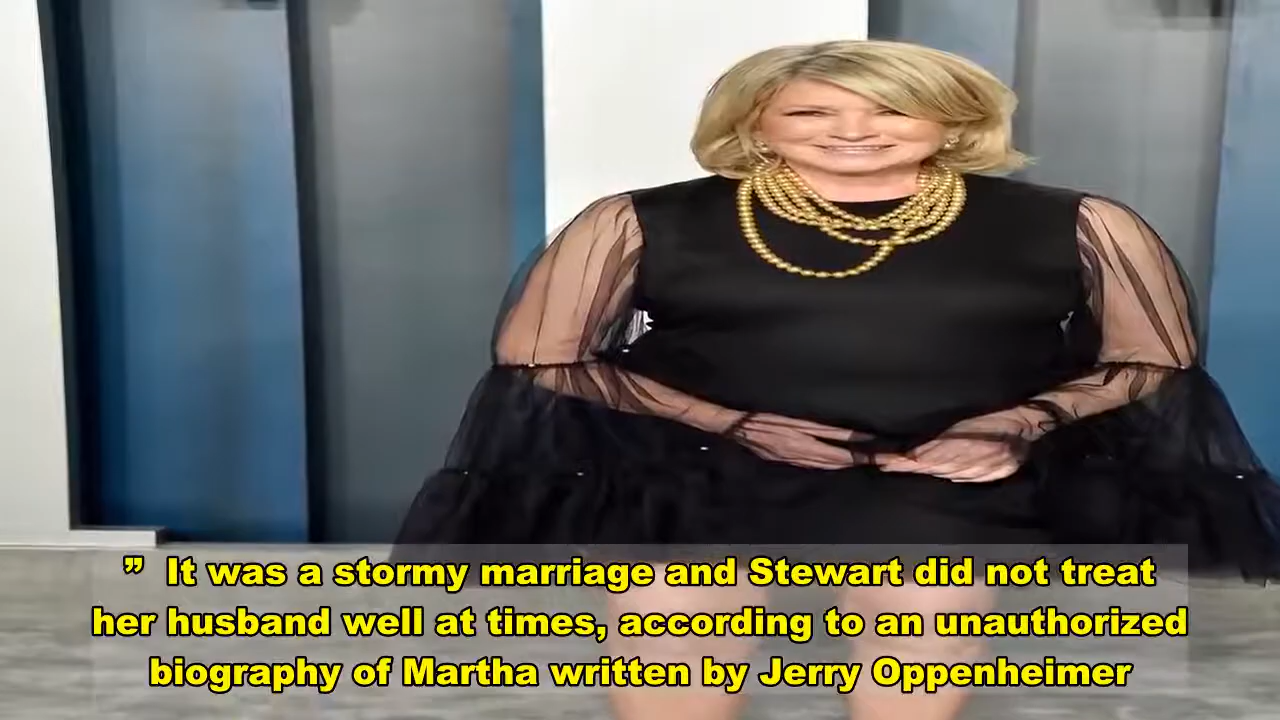 ” It was a stormy marriage and Stewart did not treat
her husband well at times, according to an unauthorized
biography of Martha written by Jerry Oppenheimer